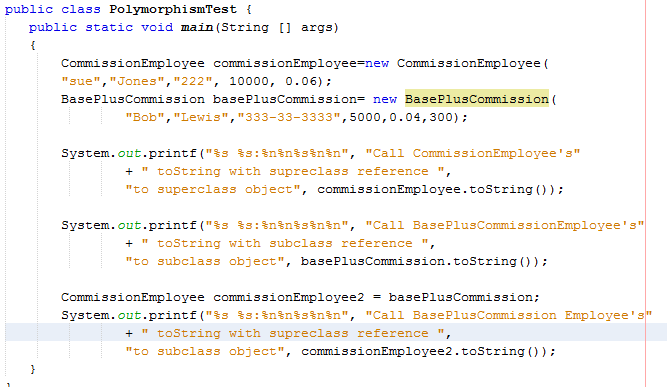 public class PolymorphismTest {
public static void main(String [] args)
{
CommissionEmployee commissionEmployee=new CommissionEmployee(
"sue","Jones","222", 10000, 0.06);
BasePlusCommission basePlusCommission= new BasePlusCommission(
"Bob","Lewis","333-33-3333",5000,0.04,300);
System.out.printf("%s %s:%n%n%s%n%n", "Call CommissionEmployee's"
+ " toString with supreclass reference ",
"to superclass object", commissionEmployee.toString());
System.out.printf("%s %s:%n%n%s%n%n", "Call BasePlusCommissionEmployee's"
+ " toString with subclass reference ",
"to subclass object", basePlusCommission.toString());
CommissionEmployee commissionEmployee2 = basePlusCommission;
System.out.printf("%s %s:%n%n%s%n%n", "Call BasePlusCommission Employee's"
+ " toString with supreclass reference ",
"to subclass object", commissionEmployee2.toString());
}
}